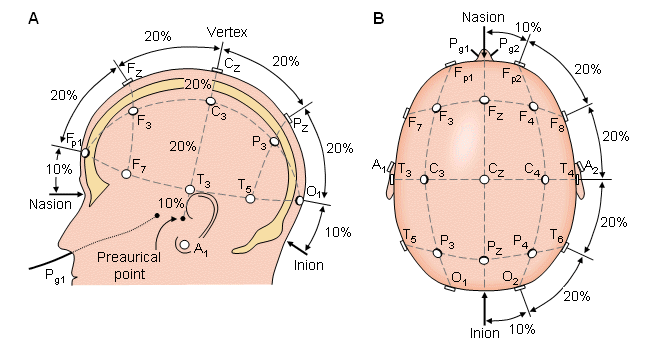 A
Vertex
20%
20%
Fz
Cz
20%
20%
20%
Fp1
F3
C3
P3
Pz
10%
20%
20%
F7
T3
T5
O1
Nasion
10%
10%
Preaurical
point
A1
Inion
Pg1
B
Nasion
10%
Pg1
Pg2
20%
Fp1
Fp2
F7
F3
Fz
F4
F8
20%
A1
T3
C3
Cz
C4
T4
A2
20%
T5
P3
Pz
P4
T6
O1
O2
20%
Inion
10%